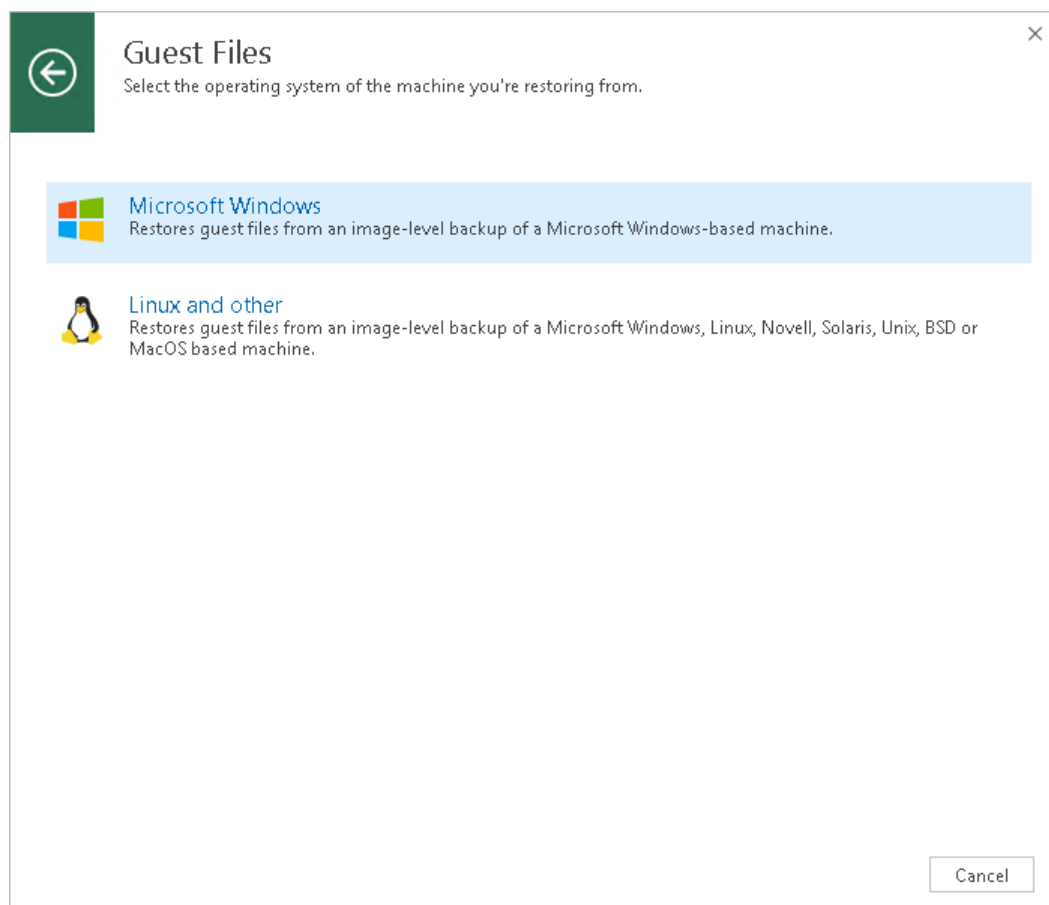 Guest Files
Select the operating system of the machine you're restoring from.
Microsoft Windows
Restores guest files from an image-level backup of a Microsoft Windows-based machine.
Linux and other
Restores guest files from an image-level backup of a Microsoft Windows, Linux, Novell, Solaris, Unix, BSD or
MacOS based machine.
Cancel